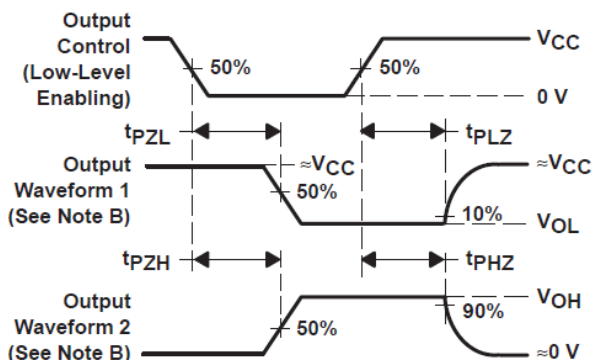 Output
Control
(Low-Level
Enabling)
50%
50%
VCC
0 V
tPZL
tPLZ
Output
Waveform 1
(See Note B)
≈VCC
50%
≈VCC
10%
VOL
tPZH
tPHZ
Output
Waveform 2
(See Note B)
50%
VOH
90%
≈0 V